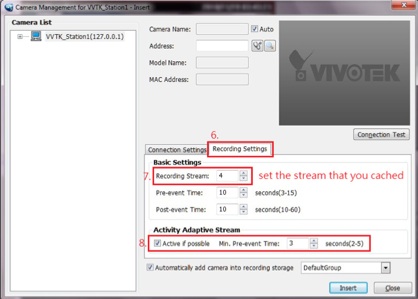 Camera Management for VVTK_Station1 - Insert
Camera List
VVTK_Station1(127.0.0.1)
Camera Name:
Auto
Address:
Model Name:
MAC Address:
VIVOTEK
Connection Test
6.
Connection Settings
Recording Settings
Basic Settings
7. Recording Stream: 4 set the stream that you cached
Pre-event Time: 10 seconds(3-15)
Post-event Time: 10 seconds(10-60)
Activity Adaptive Stream
8. Active if possible Min. Pre-event Time: 3 seconds(2-5)
Automatically add camera into recording storage DefaultGroup
Insert Close